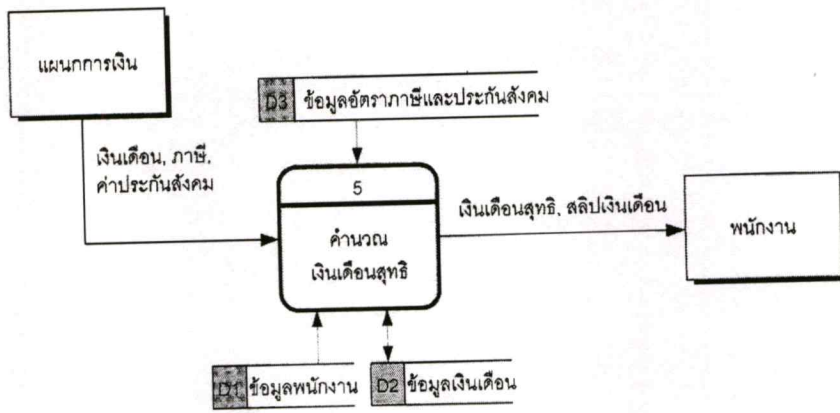 แผนกการเงิน
D3 ข้อมูลอัตราภาษีและประกันสังคม
เงินเดือน, ภาษี,
ค่าประกันสังคม
5
คำนวณ
เงินเดือนสุทธิ
เงินเดือนสุทธิ, สลิปเงินเดือน
พนักงาน
D1 ข้อมูลพนักงาน
D2 ข้อมูลเงินเดือน